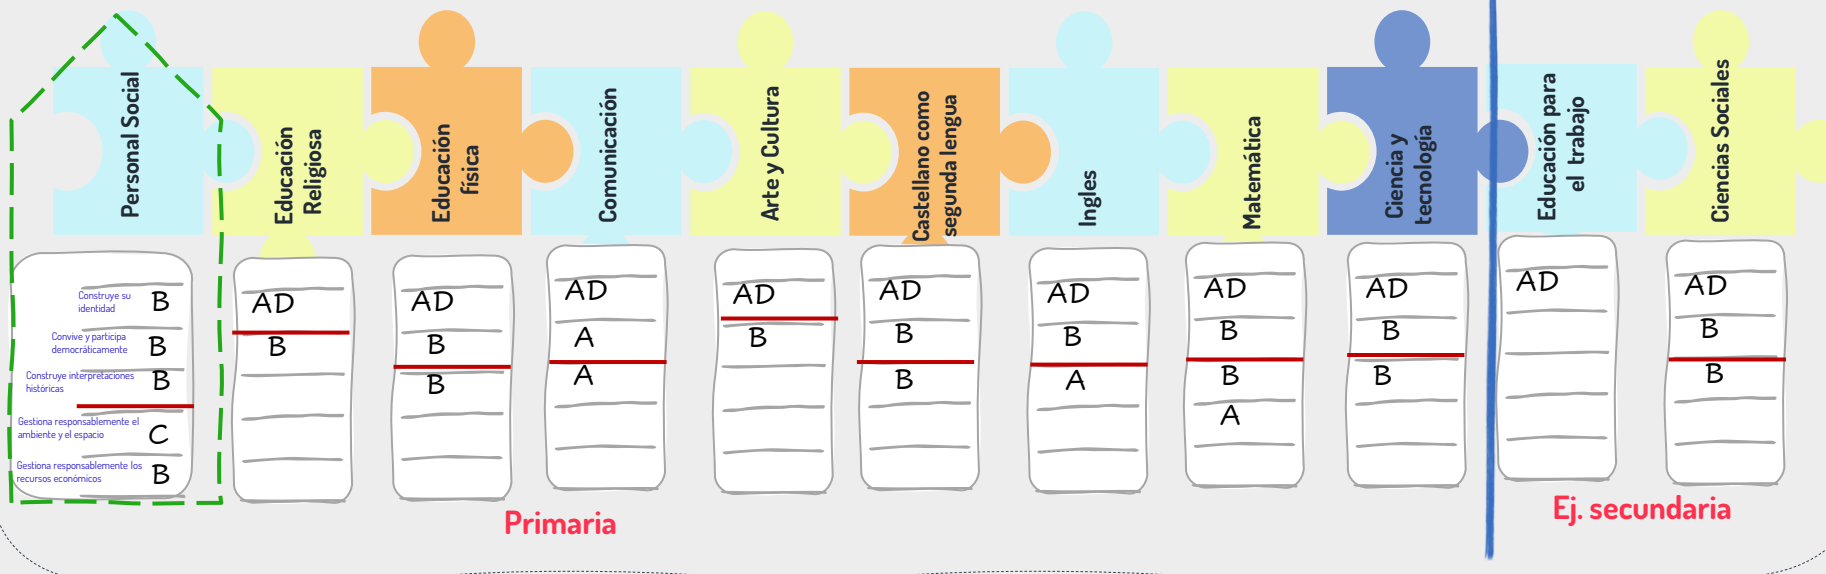 Personal Social
Educación
Religiosa
Educación
física
Comunicación
Arte y Cultura
Castellano como
segunda lengua
Ingles
Matemática
Ciencia y
tecnología
Educación para
el trabajo
Ciencias Sociales
Construye su
identidad
B
Convive y participa
democráticamente
B
Construye interpretaciones
históricas
B
Gestiona responsablemente el
ambiente y el espacio
C
Gestiona responsablemente los
recursos económicos
B
AD
B
AD
B
B
AD
A
A
AD
B
AD
B
B
AD
B
A
AD
B
B
A
AD
B
B
AD
AD
B
B
Primaria
Ej. secundaria